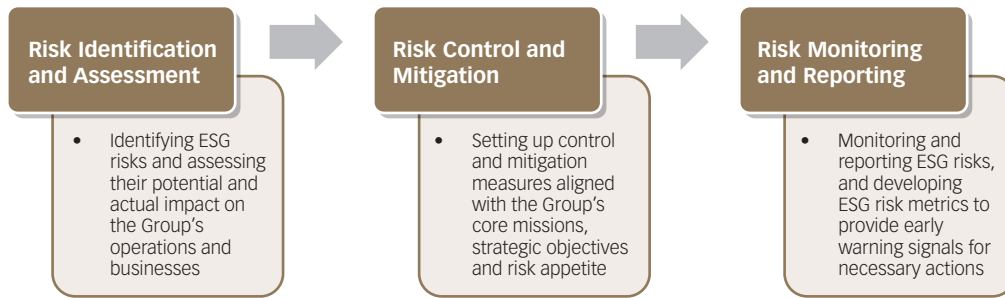 Risk Identification
and Assessment
• Identifying ESG
risks and assessing
their potential and
actual impact on
the Group's
operations and
businesses
Risk Control and
Mitigation
• Setting up control
and mitigation
measures aligned
with the Group's
core missions,
strategic objectives
and risk appetite
Risk Monitoring
and Reporting
• Monitoring and
reporting ESG risks,
and developing
ESG risk metrics to
provide early
warning signals for
necessary actions